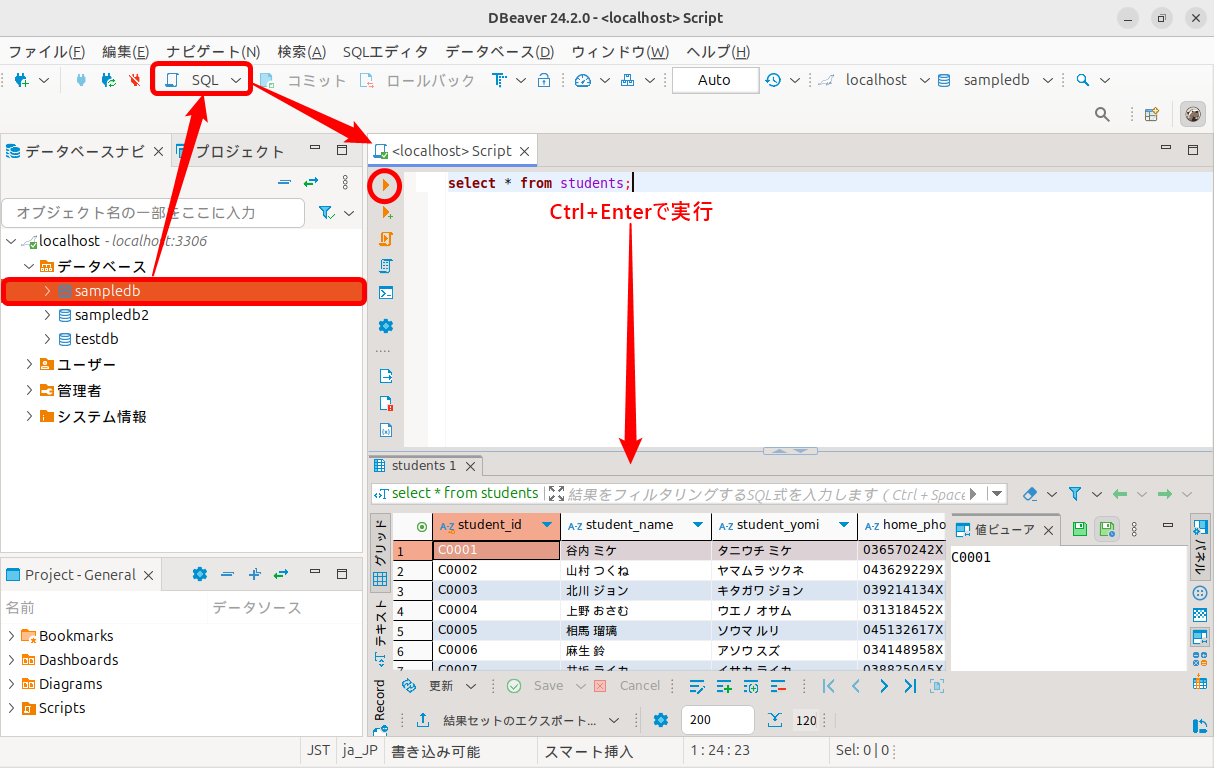 DBeaver 24.2.0 - <localhost> Script
ファイル(F) 編集(E) ナビゲート(N) 検索(A) SQLエディタ データベース(D) ウィンドウ(W) ヘルプ(H)
SQL コミット ロールバック Auto localhost sampledb
データベースナビ プロジェクト
オブジェクト名の一部をここに入力
localhost - localhost:3306
データベース
sampledb
sampledb2
testdb
ユーザー
管理者
システム情報
Project - General
名前 データソース
Bookmarks
Dashboards
Diagrams
Scripts
<localhost> Script
select * from students;
Ctrl+Enterで実行
students 1
select * from students 結果をフィルタリングするSQL式を入力します ( Ctrl + Space
グリッド
テキスト
Record
student_id student_name student_yomi home_pho
1 C0001 谷内 ミケ タニウチ ミケ 036570242X
2 C0002 山村 つくね ヤマムラ ツクネ 043629229X
3 C0003 北川 ジョン キタガワ ジョン 039214134X
4 C0004 上野 おさむ ウエノ オサム 031318452X
5 C0005 相馬 瑠璃 ソウマ ルリ 045132617X
6 C0006 麻生 鈴 アソウ スズ 034148958X
7 C0007 ライカ イサカ ライカ 038825045X
値ビューア
C0001
パネル
更新 Save Cancel
結果セットのエクスポート... 200 120
JST ja_JP 書き込み可能 スマート挿入 1 : 24 : 23 Sel: 0 | 0